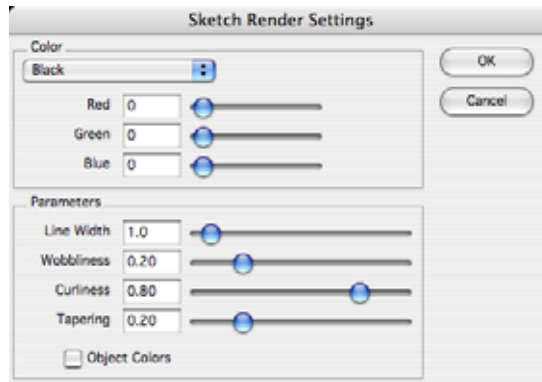 Sketch Render Settings
Color
Black
OK
Red 0
Cancel
Green 0
Blue 0
Parameters
Line Width 1.0
Wobbliness 0.20
Curliness 0.80
Tapering 0.20
Object Colors